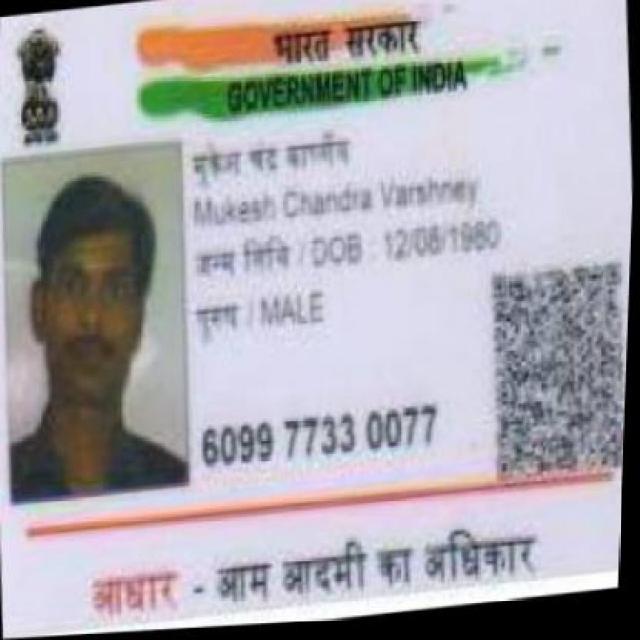 भारत सरकार
GOVERNMENT OF INDIA
मुकेश चंद
Mukesh Chandra Varshney
जन्म तिथि / DOB : 12/08/1980
पुरुष / MALE
6099 7733 0077
आधार - आम आदमी का अधिकार